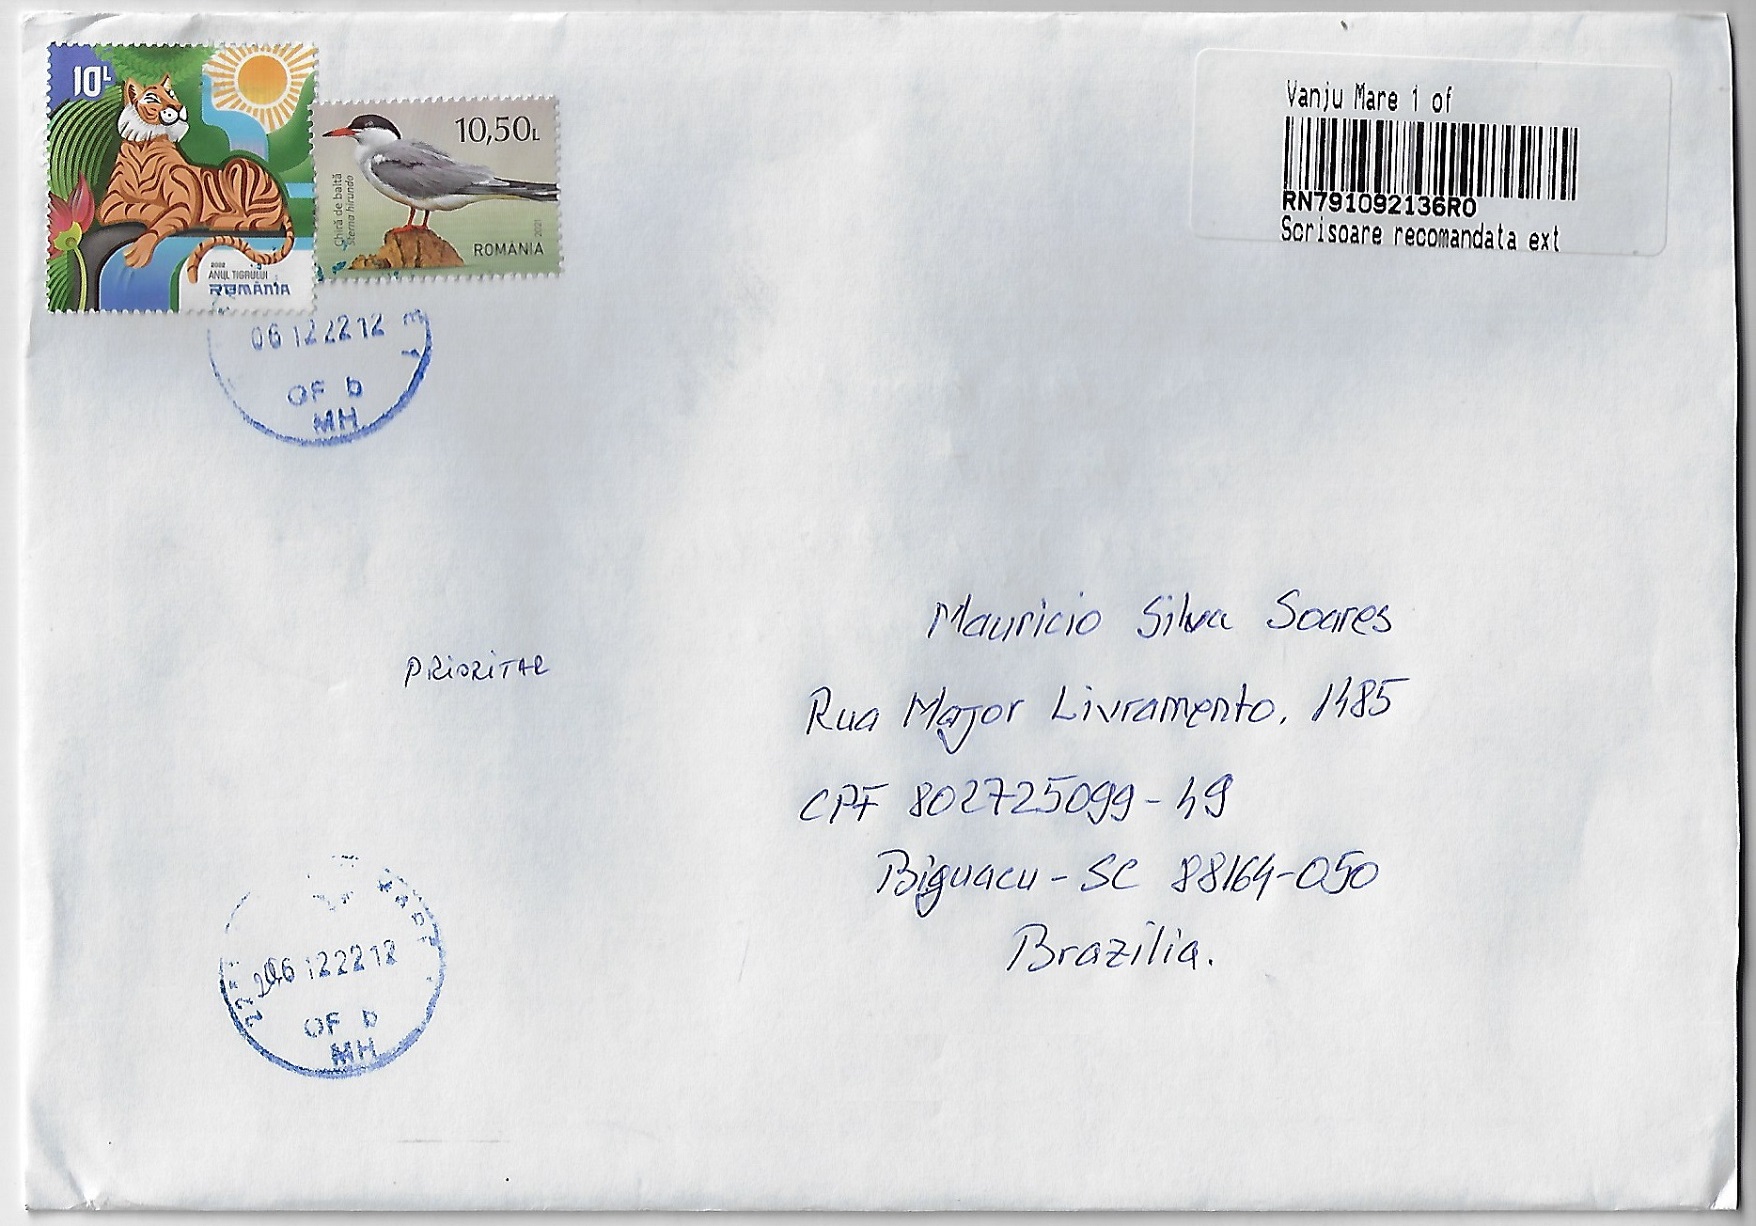 10L
10,50L
Chiră de baltă
Sterna hirundo
2021
ROMÂNIA
2022
ANUL TIGRULUI
ROMÂNIA
Vanju Mare 1 of
RN791092136RO
Scrisoare recomandata ext
06 12 22 12
OF b
MH
Mauricio Silva Soares
PRIORITAR
Rua Major Livramento, 1485
CPF 802725099-49
Biguacu - SC 88164-050
Brazilia.
06 12 22 12
OF b
MH